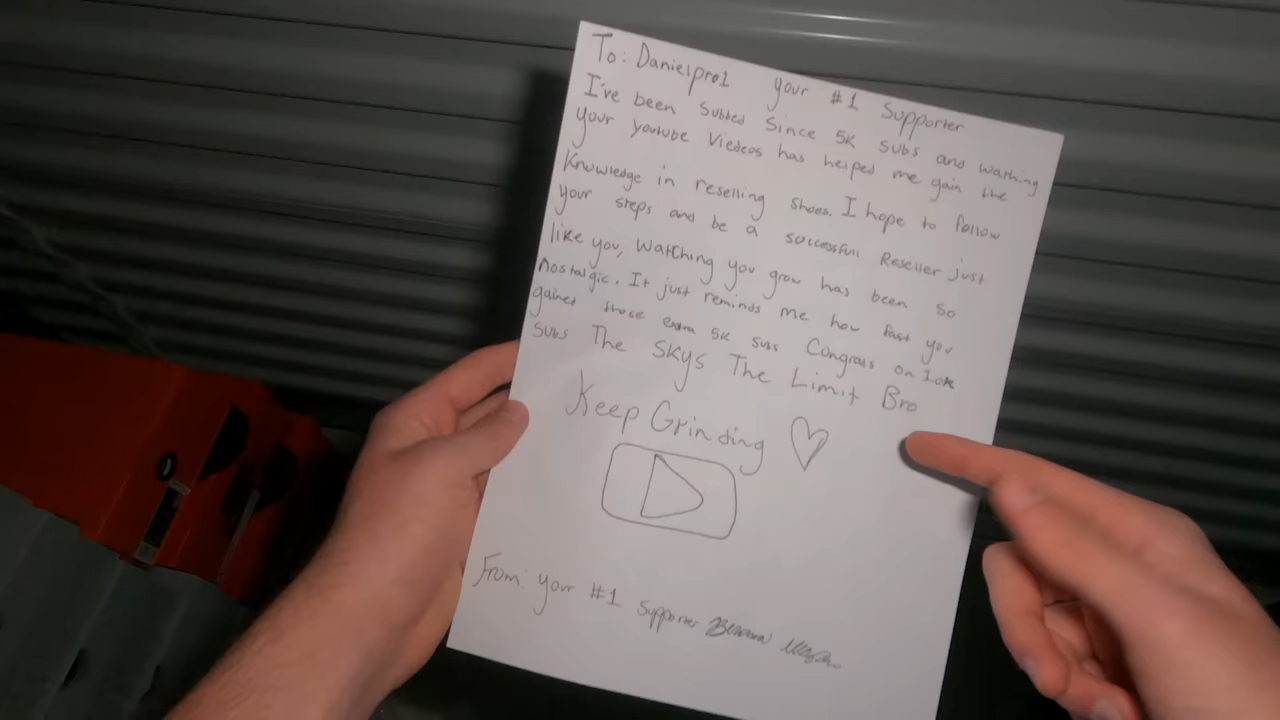 To: Danielpro1 your #1 Supporter
I've been Subbed Since 5K subs and wathing
your youtube Viedeos has helped me gain the
Knowledge in reselling shoes. I hope to follow
your steps and be a successfull Reseller just
like you, Watching you grow has been so
nostalgic. It just reminds me how fast you
gained those extra 5K subs Congrats on 10K
subs The SKYS The Limit Bro
Keep Grinding
From: your #1 Supporter